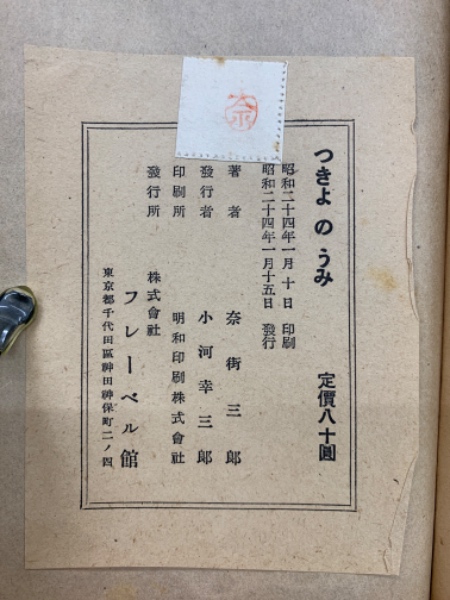 つきよ の うみ 定價八十圓
昭和二十四年一月十日 印刷
昭和二十四年一月十五日 發行
著者 奈街三郎
發行者 小河幸三郎
印刷所 明和印刷株式會社
發行所 株式會社 フレーベル館
東京都千代田區神田神保町二ノ四
奈